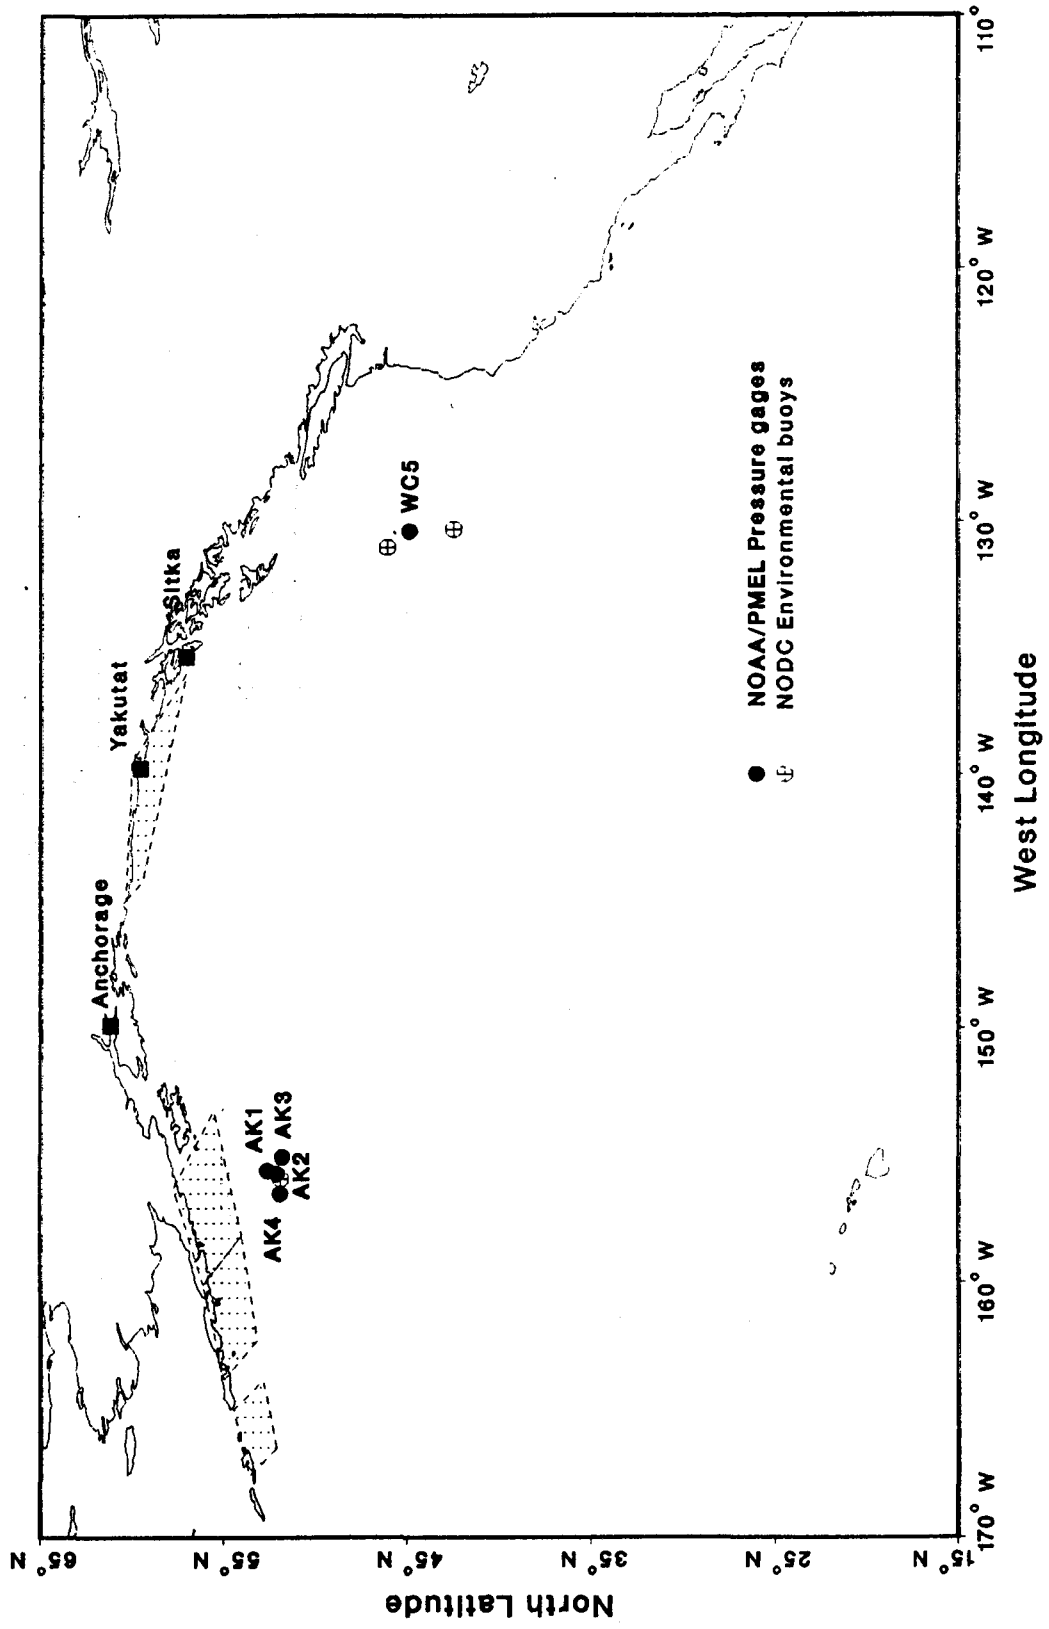 65° N
55° N
45° N
35° N
25° N
15° N
North Latitude
170° W
160° W
150° W
140° W
130° W
120° W
110°
West Longitude
Anchorage
Yakutat
Sitka
AK1
AK3
AK2
AK4
WC5
NOAA/PMEL Pressure gages
NODC Environmental buoys